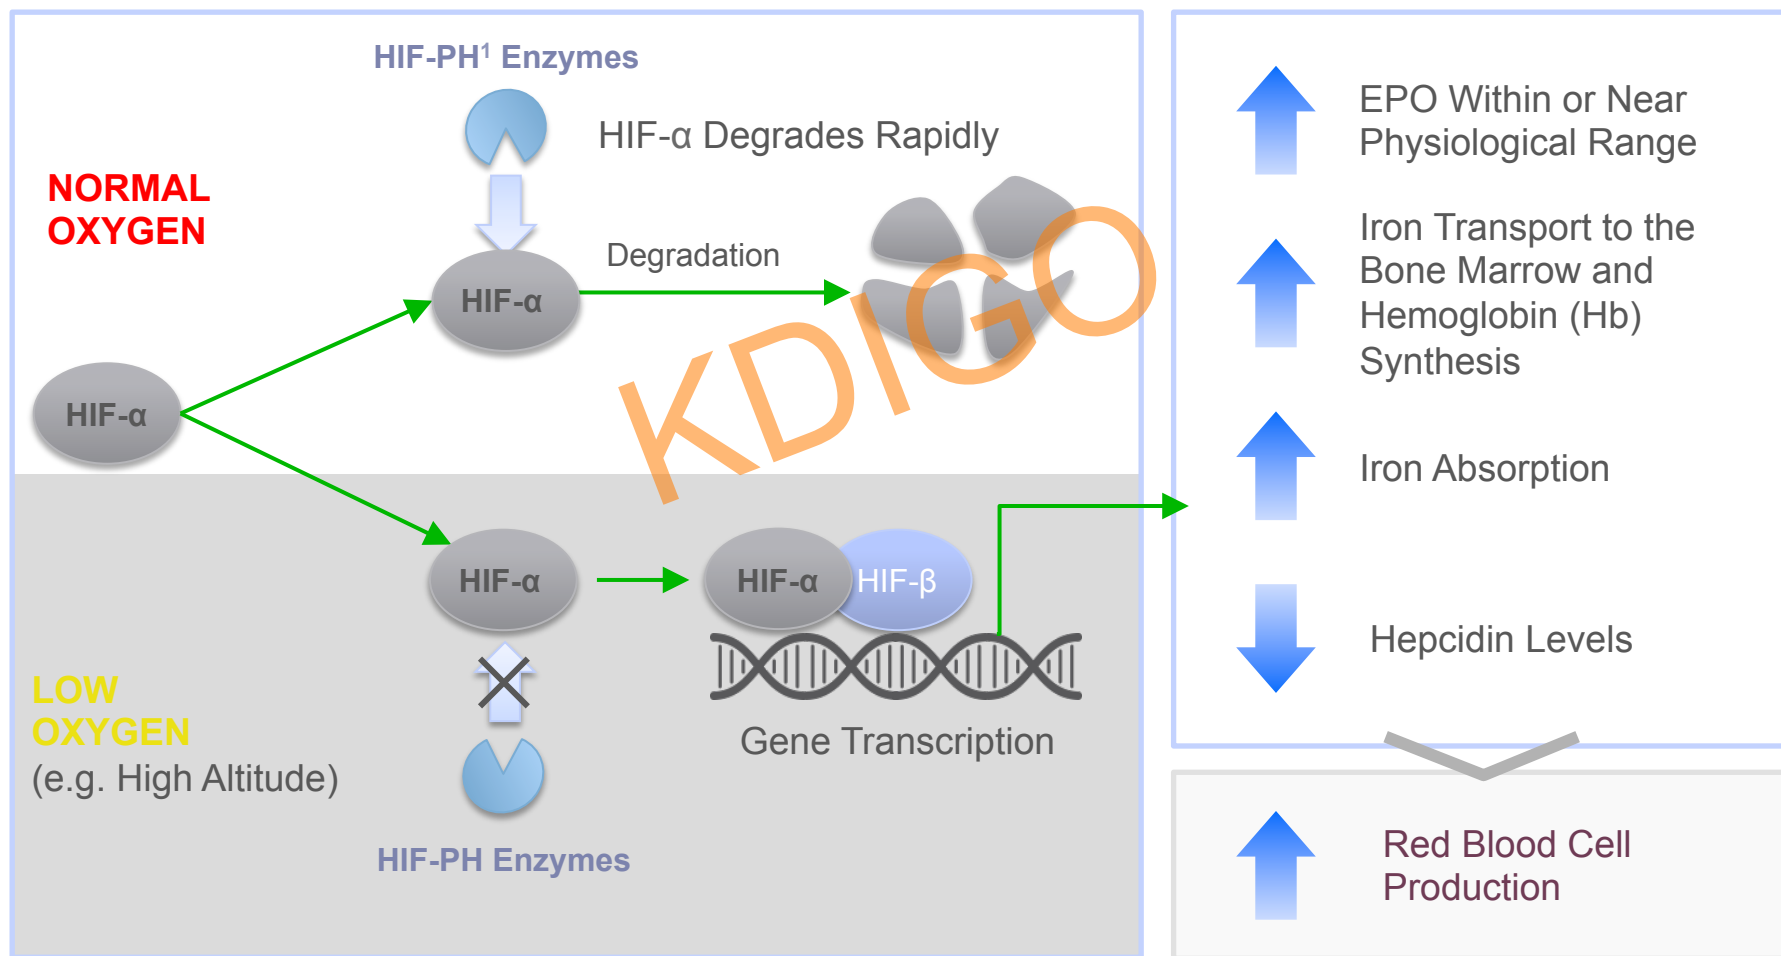 HIF-PH¹ Enzymes
HIF-α Degrades Rapidly
NORMAL
OXYGEN
Degradation
HIF-α
HIF-α
KDIGO
HIF-α
HIF-α
HIF-β
LOW
OXYGEN
(e.g. High Altitude)
Gene Transcription
HIF-PH Enzymes
EPO Within or Near
Physiological Range
Iron Transport to the
Bone Marrow and
Hemoglobin (Hb)
Synthesis
Iron Absorption
Hepcidin Levels
Red Blood Cell
Production